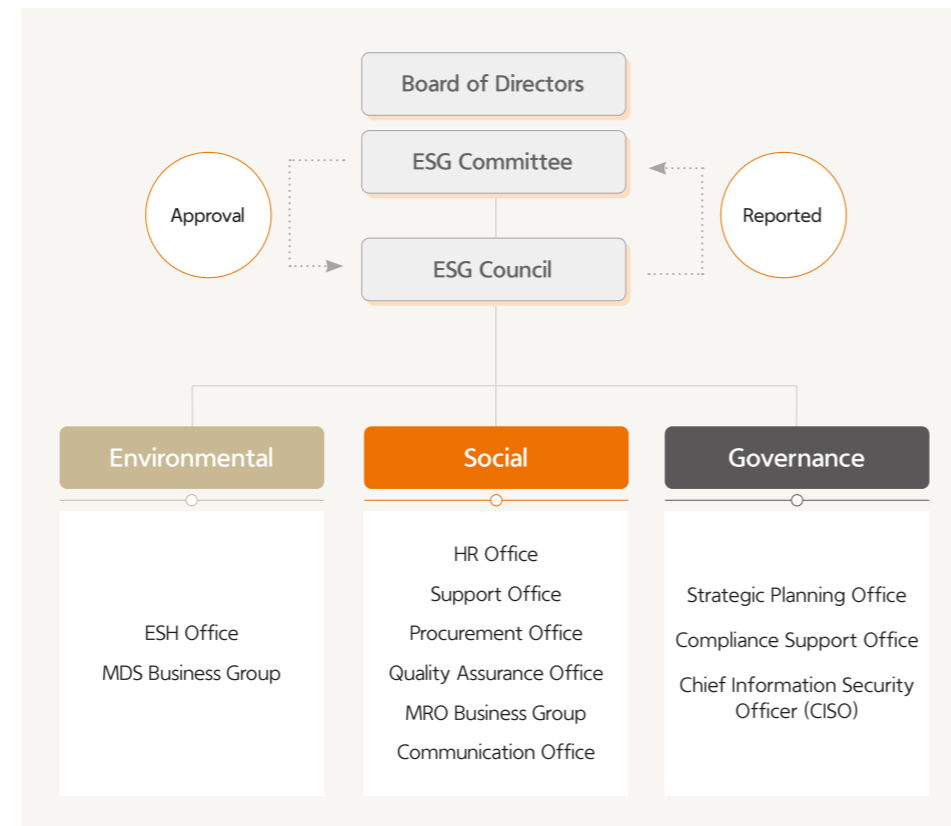 Board of Directors
ESG Committee
Approval
Reported
ESG Council
Environmental
Social
Governance
ESH Office
MDS Business Group
HR Office
Support Office
Procurement Office
Quality Assurance Office
MRO Business Group
Communication Office
Strategic Planning Office
Compliance Support Office
Chief Information Security
Officer (CISO)